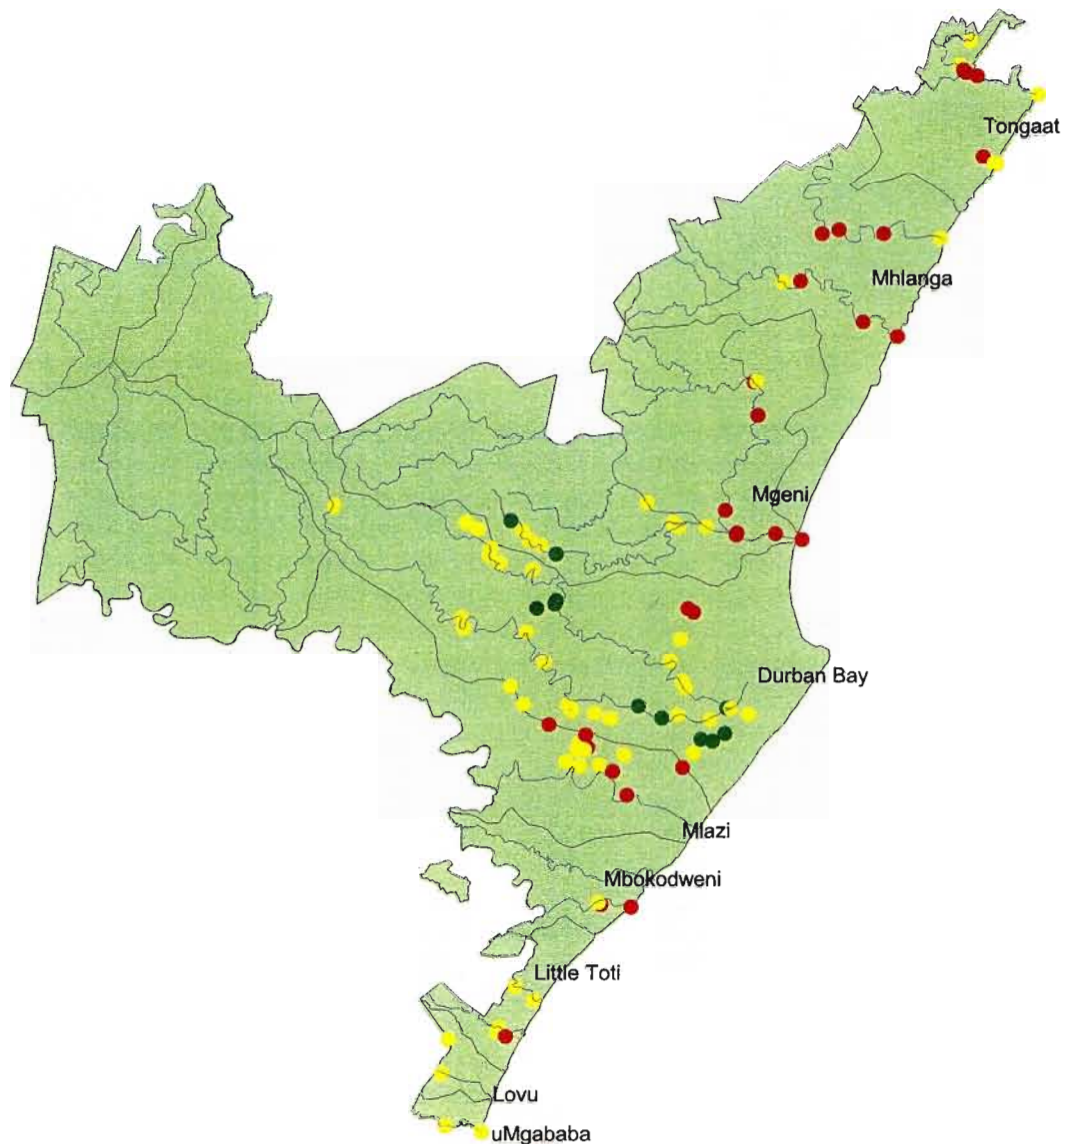 Tongaat
Mhlanga
Mgeni
Durban Bay
Mlazi
Mbokodweni
Little Toti
Lovu
uMgababa